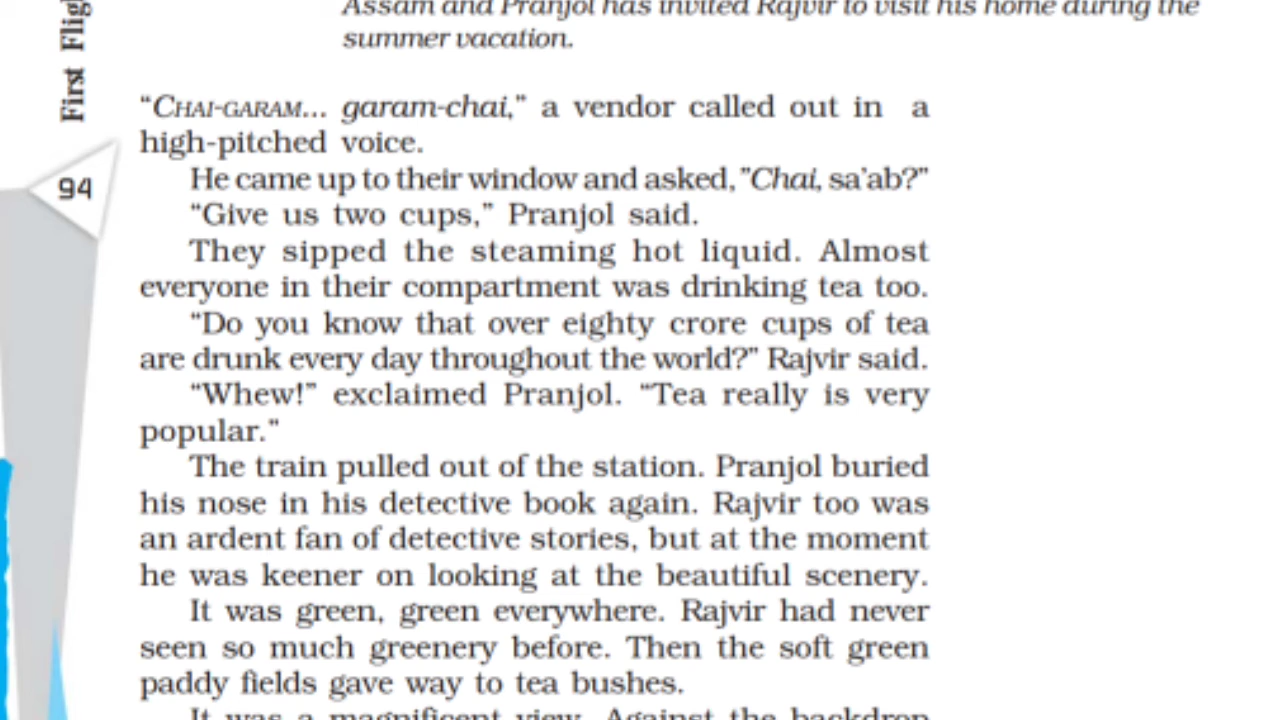 Assam and Pranjol has invited Rajvir to visit his home during the
summer vacation.
First Flig
94
“CHAI-GARAM... garam-chai,” a vendor called out in a
high-pitched voice.
He came up to their window and asked, ”Chai, sa’ab?”
“Give us two cups,” Pranjol said.
They sipped the steaming hot liquid. Almost
everyone in their compartment was drinking tea too.
“Do you know that over eighty crore cups of tea
are drunk every day throughout the world?” Rajvir said.
“Whew!” exclaimed Pranjol. “Tea really is very
popular.”
The train pulled out of the station. Pranjol buried
his nose in his detective book again. Rajvir too was
an ardent fan of detective stories, but at the moment
he was keener on looking at the beautiful scenery.
It was green, green everywhere. Rajvir had never
seen so much greenery before. Then the soft green
paddy fields gave way to tea bushes.
It was a magnificent view. Against the backdrop